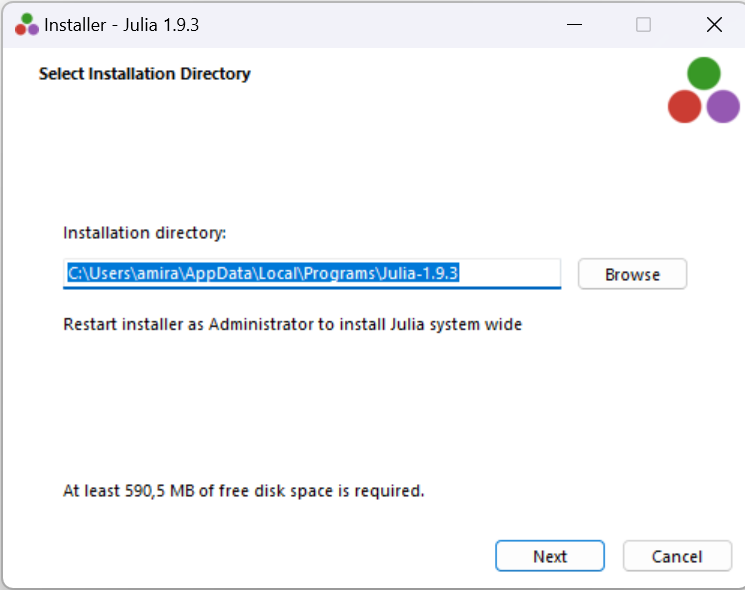 Installer - Julia 1.9.3
Select Installation Directory
Installation directory:
C:\Users\amira\AppData\Local\Programs\Julia-1.9.3
Browse
Restart installer as Administrator to install Julia system wide
At least 590,5 MB of free disk space is required.
Next
Cancel